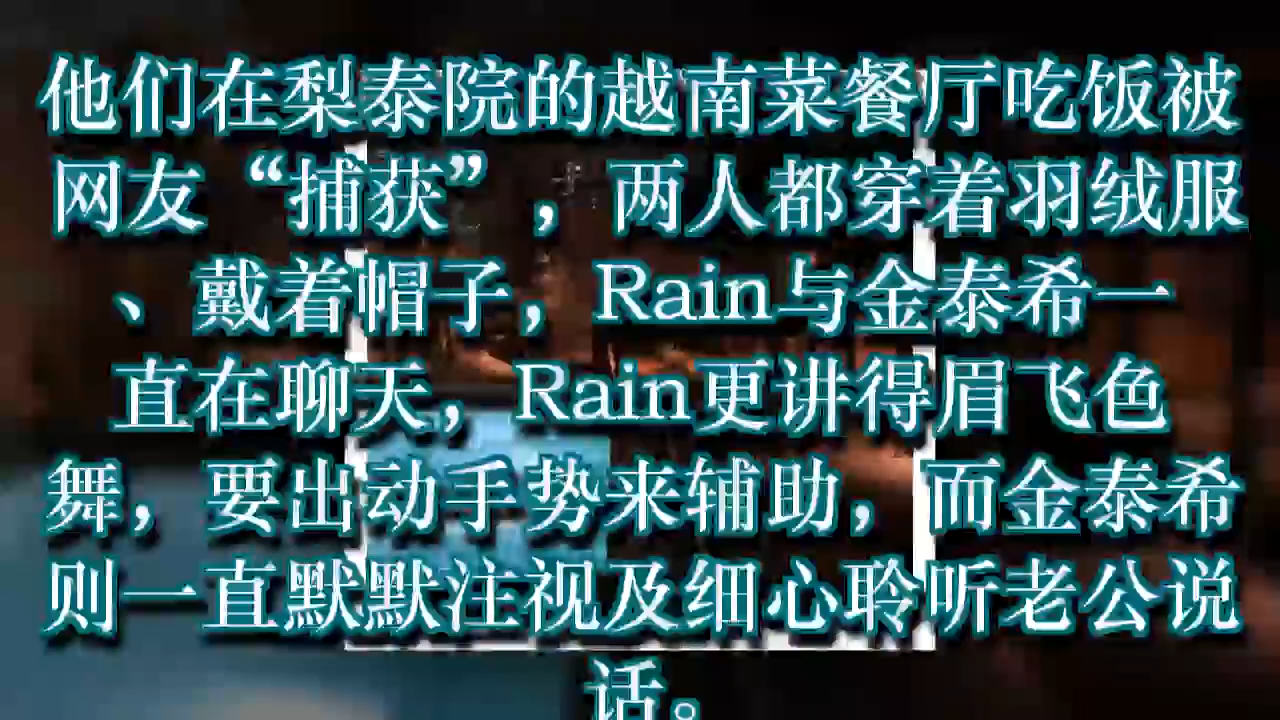 他们在梨泰院的越南菜餐厅吃饭被
网友“捕获”，两人都穿着羽绒服
、戴着帽子，Rain与金泰希一
直在聊天，Rain更讲得眉飞色
舞，要出动手势来辅助，而金泰希
则一直默默注视及细心聆听老公说
话。